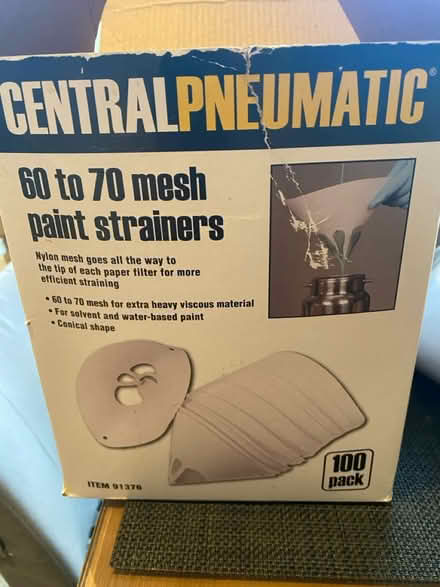 CENTRALPNEUMATIC®
60 to 70 mesh
paint strainers
Nylon mesh goes all the way to
the tip of each paper filter for more
efficient straining
• 60 to 70 mesh for extra heavy viscous material
• For solvent and water-based paint
• Conical shape
ITEM 91376
100
pack